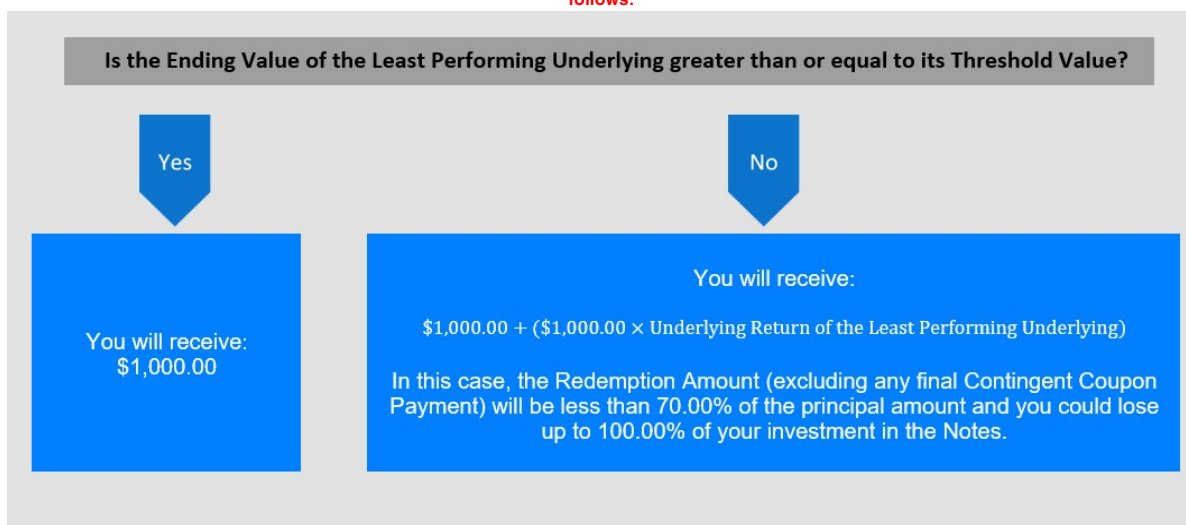 follows:
Is the Ending Value of the Least Performing Underlying greater than or equal to its Threshold Value?
Yes
No
You will receive:
$1,000.00
You will receive:
$1,000.00 + ($1,000.00 × Underlying Return of the Least Performing Underlying)
In this case, the Redemption Amount (excluding any final Contingent Coupon
Payment) will be less than 70.00% of the principal amount and you could lose
up to 100.00% of your investment in the Notes.